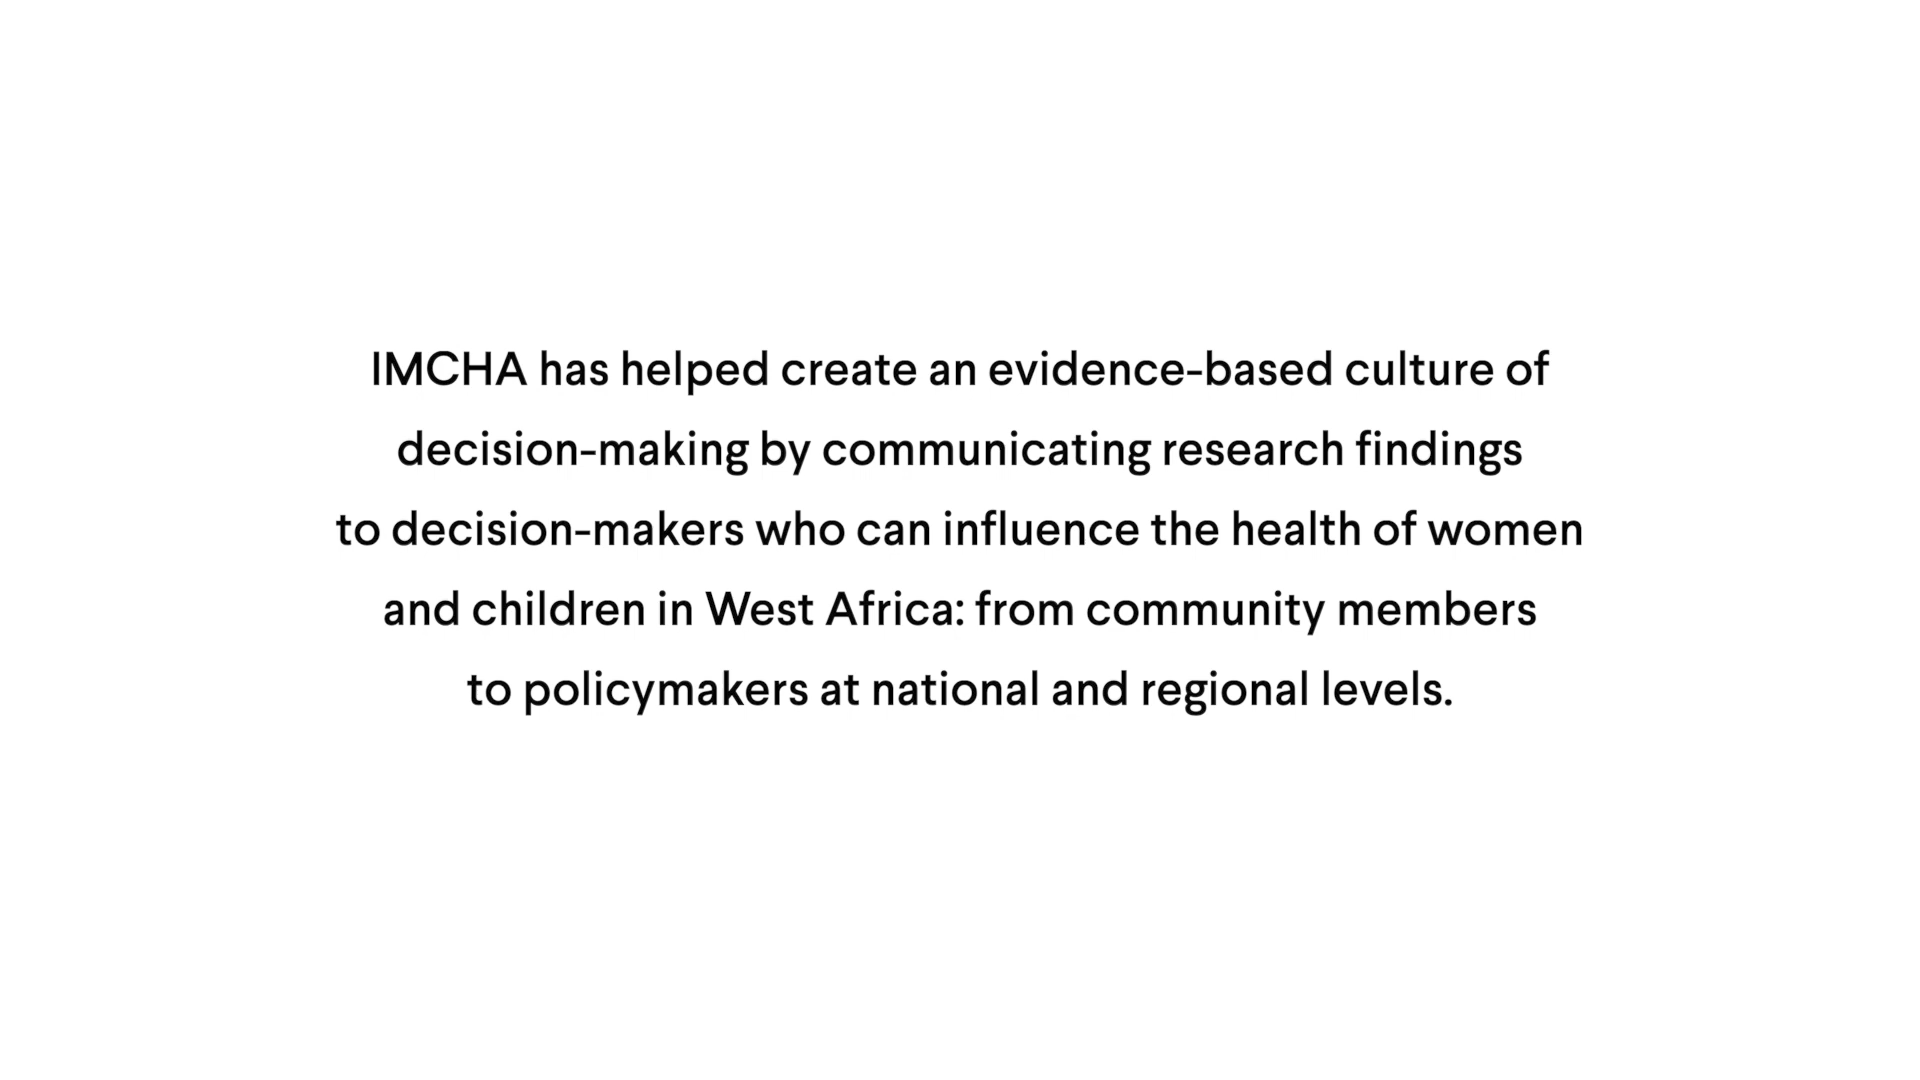 IMCHA has helped create an evidence-based culture of
decision-making by communicating research findings
to decision-makers who can influence the health of women
and children in West Africa: from community members
to policymakers at national and regional levels.